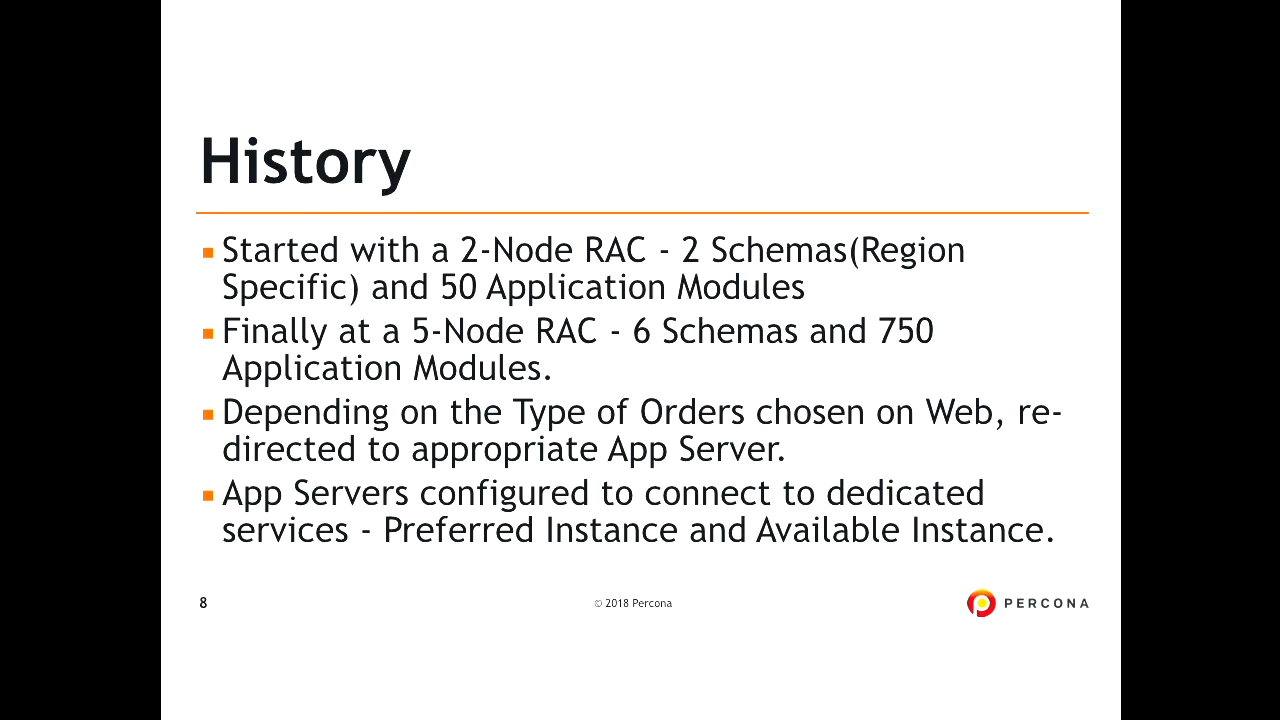 History
Started with a 2-Node RAC - 2 Schemas(Region
Specific) and 50 Application Modules
Finally at a 5-Node RAC - 6 Schemas and 750
Application Modules.
Depending on the Type of Orders chosen on Web, re-
directed to appropriate App Server.
App Servers configured to connect to dedicated
services - Preferred Instance and Available Instance.
8
© 2018 Percona
PERCONA